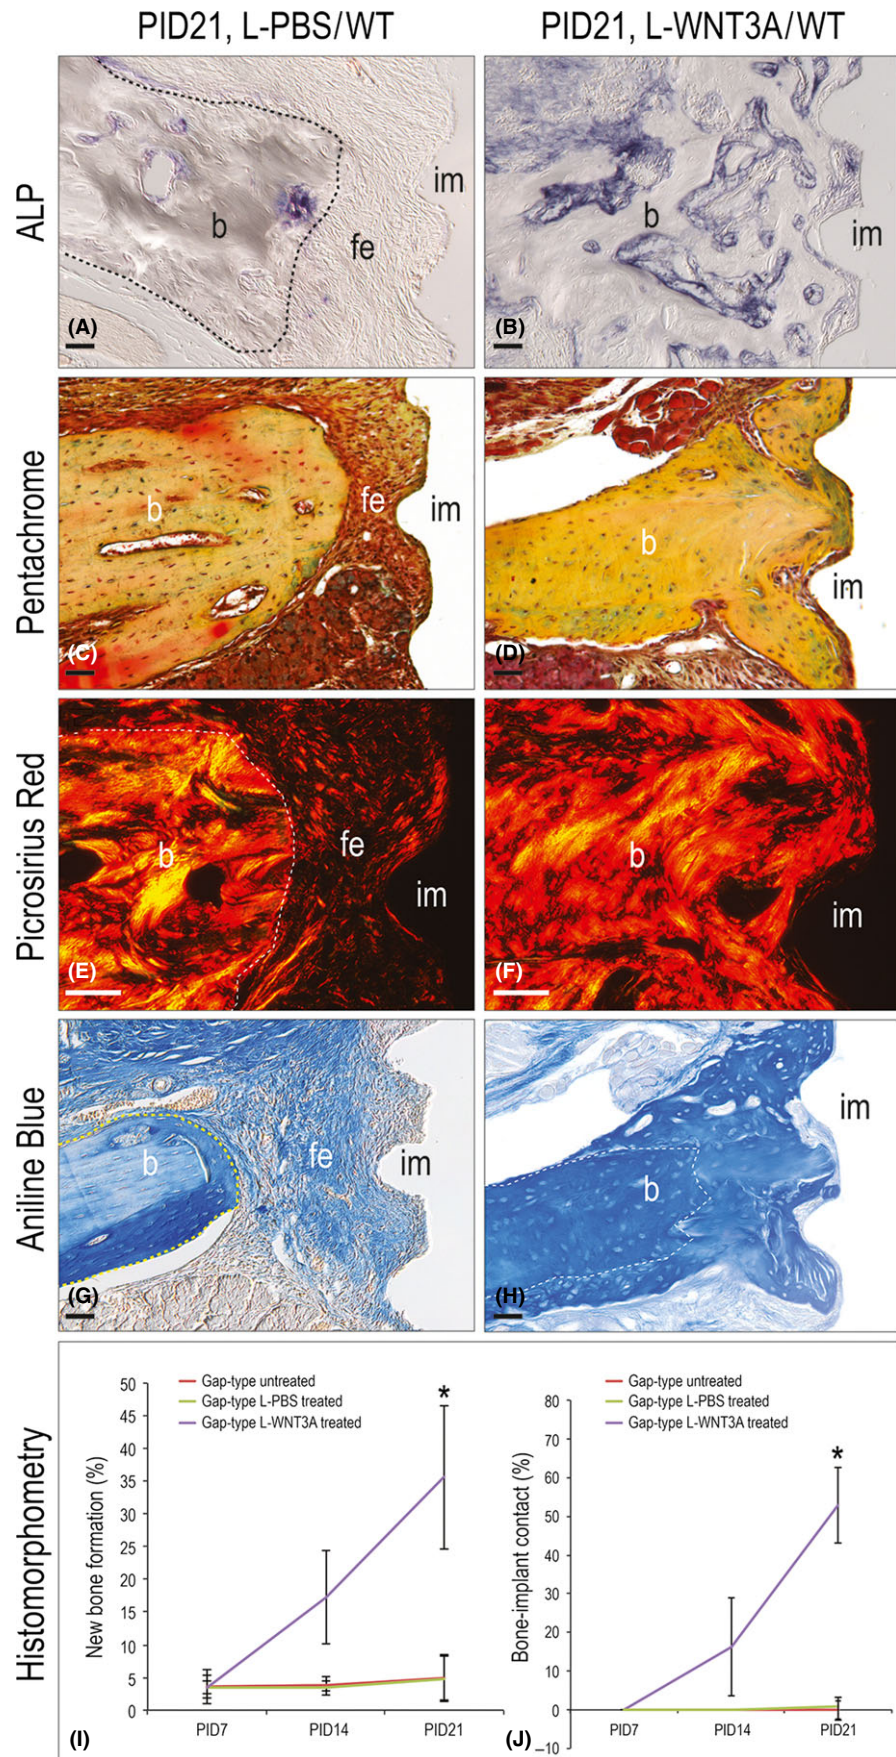 PID21, L-PBS/WT
PID21, L-WNT3A/WT
ALP
b
fe
im
(A)
b
im
(B)
Pentachrome
b
fe
im
(C)
b
im
(D)
Picrosirius Red
b
fe
im
(E)
b
im
(F)
Aniline Blue
b
fe
im
(G)
b
im
(H)
Histomorphometry
Gap-type untreated
Gap-type L-PBS treated
Gap-type L-WNT3A treated
*
New bone formation (%)
50
45
40
35
30
25
20
15
10
5
0
PID7
PID14
PID21
(I)
Gap-type untreated
Gap-type L-PBS treated
Gap-type L-WNT3A treated
*
Bone-implant contact (%)
80
70
60
50
40
30
20
10
0
–10
PID7
PID14
PID21
(J)